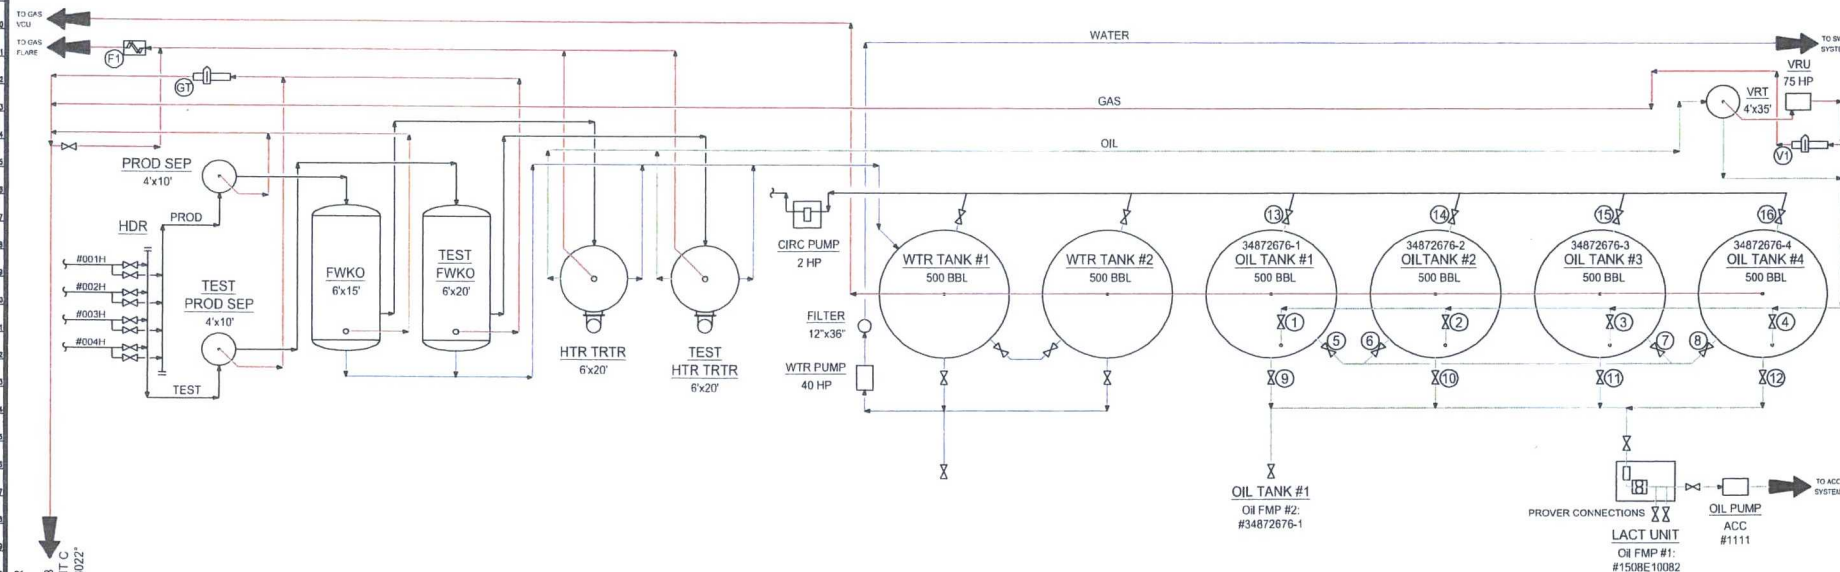 TO GAS
VCU
TO GAS
FLARE
F1
GT
WATER
GAS
OIL
VRU
75 HP
VRT
4'x35'
V1
PROD SEP
4'x10'
HDR
PROD
#001H
#002H
#003H
#004H
TEST
PROD SEP
4'x10'
TEST
FWKO
6'x15'
TEST
FWKO
6'x20'
HTR TRTR
6'x20'
TEST
HTR TRTR
6'x20'
CIRC PUMP
2 HP
FILTER
12"x36"
WTR PUMP
40 HP
WTR TANK #1
500 BBL
WTR TANK #2
500 BBL
13
34872676-1
OIL TANK #1
500 BBL
14
34872676-2
OILTANK #2
500 BBL
15
34872676-3
OIL TANK #3
500 BBL
16
34872676-4
OIL TANK #4
500 BBL
1
2
3
4
5
6
7
8
9
10
11
12
OIL TANK #1
Oil FMP #2:
#34872676-1
PROVER CONNECTIONS
LACT UNIT
Oil FMP #1:
#1508E10082
OIL PUMP
ACC
#1111
TO ACC
SYSTEM